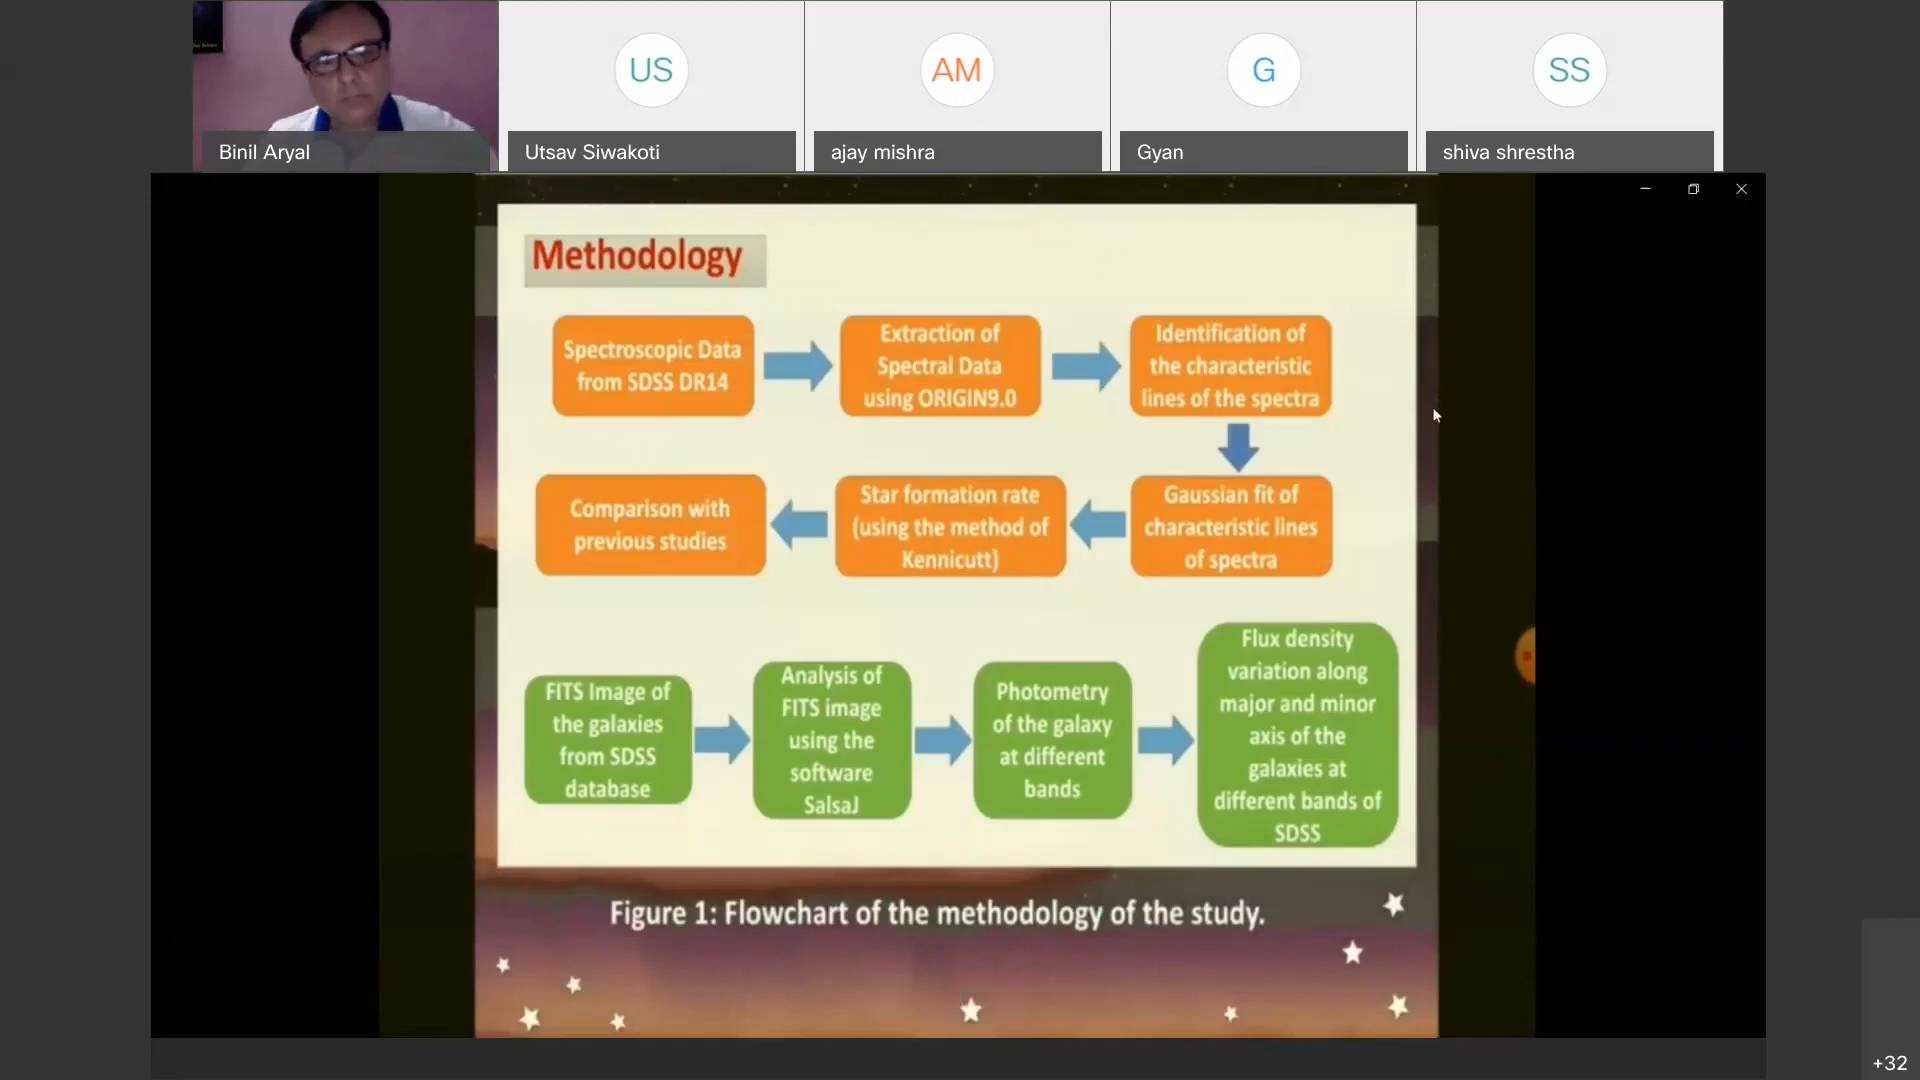 US
AM
G
SS
Binil Aryal
Utsav Siwakoti
ajay mishra
Gyan
shiva shrestha
Methodology
Spectroscopic Data
from SDSS DR14
Extraction of
Spectral Data
using ORIGIN9.0
Identification of
the characteristic
lines of the spectra
Gaussian fit of
characteristic lines
of spectra
Star formation rate
(using the method of
Kennicutt)
Comparison with
previous studies
FITS Image of
the galaxies
from SDSS
database
Analysis of
FITS image
using the
software
SalsaJ
Photometry
of the galaxy
at different
bands
Flux density
variation along
major and minor
axis of the
galaxies at
different bands of
SDSS
Figure 1: Flowchart of the methodology of the study.
+32